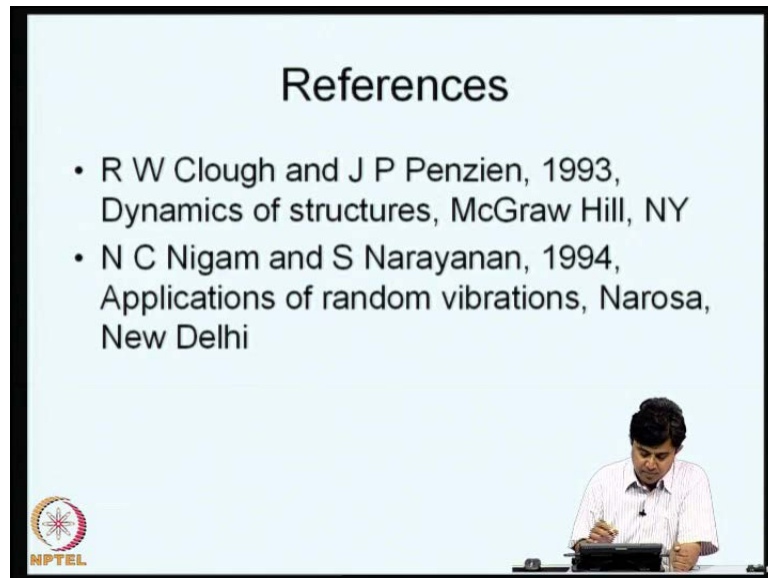 References
• R W Clough and J P Penzien, 1993,
Dynamics of structures, McGraw Hill, NY
• N C Nigam and S Narayanan, 1994,
Applications of random vibrations, Narosa,
New Delhi
NPTEL